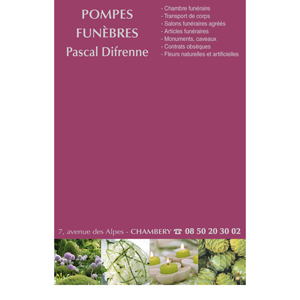 POMPES
FUNÈBRES
Pascal Difrenne
- Chambre funéraire
- Transport de corps
- Salons funéraires agréés
- Articles funéraires
- Monuments, caveaux
- Contrats obsèques
- Fleurs naturelles et artificielles
7, avenue des Alpes - CHAMBERY ☎ 08 50 20 30 02